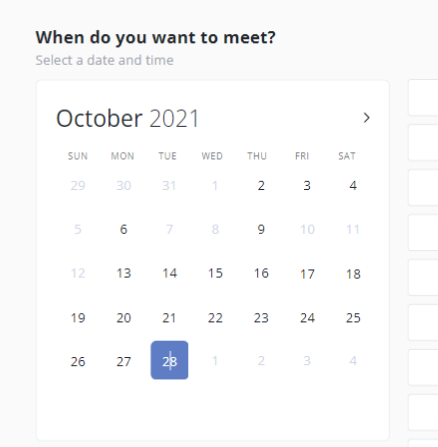 When do you want to meet?
Select a date and time
October 2021
SUN MON TUE WED THU FRI SAT
29 30 31 1 2 3 4
5 6 7 8 9 10 11
12 13 14 15 16 17 18
19 20 21 22 23 24 25
26 27 28 1 2 3 4